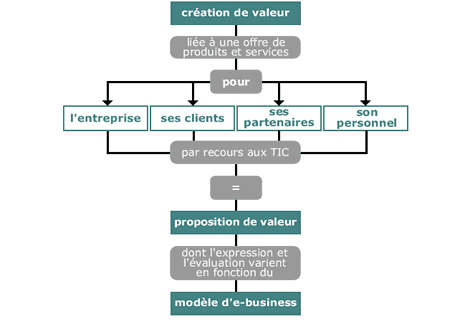 création de valeur
liée à une offre de
produits et services
pour
l'entreprise
ses clients
ses
partenaires
son
personnel
par recours aux TIC
=
proposition de valeur
dont l'expression et
l'évaluation varient
en fonction du
modèle d'e-business